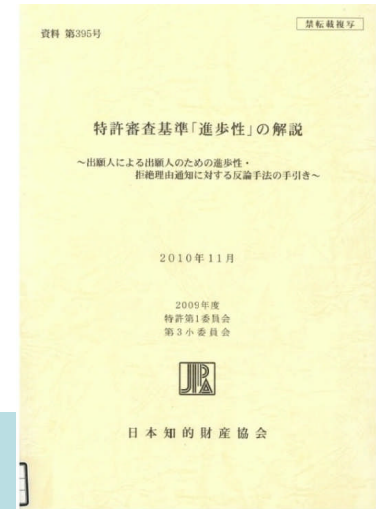 禁転載複写
資料 第395号
特許審査基準「進歩性」の解説
～出願人による出願人のための進歩性・
拒絶理由通知に対する反論手法の手引き～
2010年11月
2009年度
特許第1委員会
第3小委員会
JIPA
日本知的財産協会